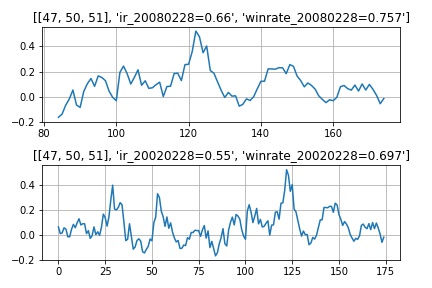 [[47, 50, 51], 'ir_20080228=0.66', 'winrate_20080228=0.757']
0.4
0.2
0.0
−0.2
80 100 120 140 160
[[47, 50, 51], 'ir_20020228=0.55', 'winrate_20020228=0.697']
0.4
0.2
0.0
−0.2
0 25 50 75 100 125 150 175